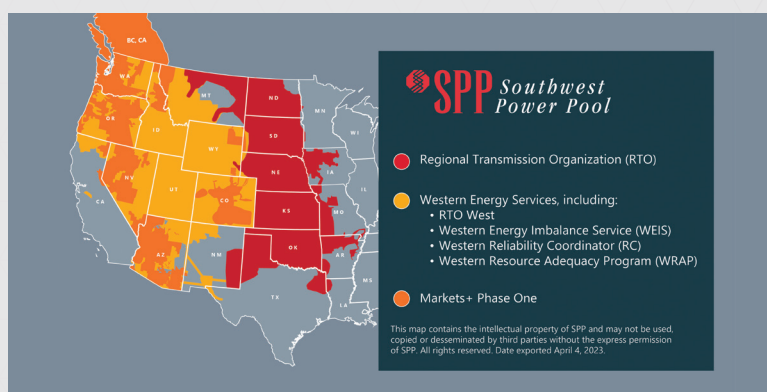 BC, CA
WA
MT
ND
MN
OR
ID
SD
WI
WY
NE
IA
IL
NV
UT
CO
CA
KS
MO
AZ
NM
OK
AR
TX
MS
LA
SPP Southwest
Power Pool
Regional Transmission Organization (RTO)
Western Energy Services, including:
• RTO West
• Western Energy Imbalance Service (WEIS)
• Western Reliability Coordinator (RC)
• Western Resource Adequacy Program (WRAP)
Markets+ Phase One
This map contains the intellectual property of SPP and may not be used,
copied or desseminated by third parties without the express permission
of SPP. All rights reserved. Date exported April 4, 2023.